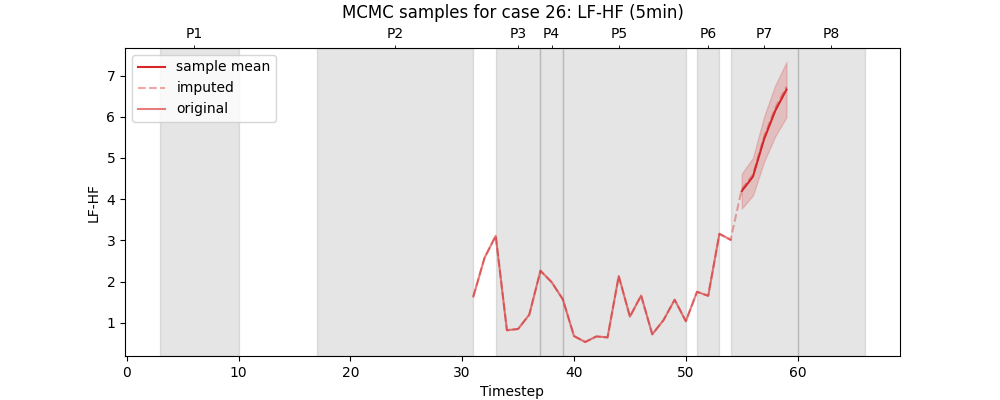 MCMC samples for case 26: LF-HF (5min)
P1 P2 P3 P4 P5 P6 P7 P8
sample mean
imputed
original
7
6
5
4
3
2
1
LF-HF
0 10 20 30 40 50 60
Timestep